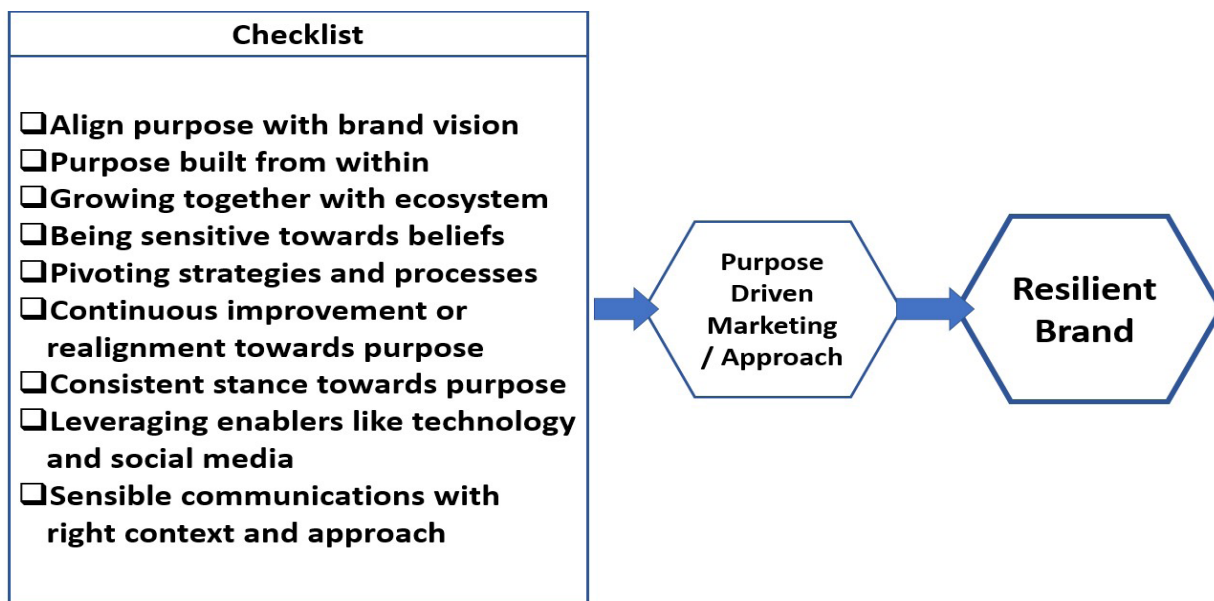 Checklist
❑Align purpose with brand vision
❑Purpose built from within
❑Growing together with ecosystem
❑Being sensitive towards beliefs
❑Pivoting strategies and processes
❑Continuous improvement or
realignment towards purpose
❑Consistent stance towards purpose
❑Leveraging enablers like technology
and social media
❑Sensible communications with
right context and approach
Purpose
Driven
Marketing
/ Approach
Resilient
Brand